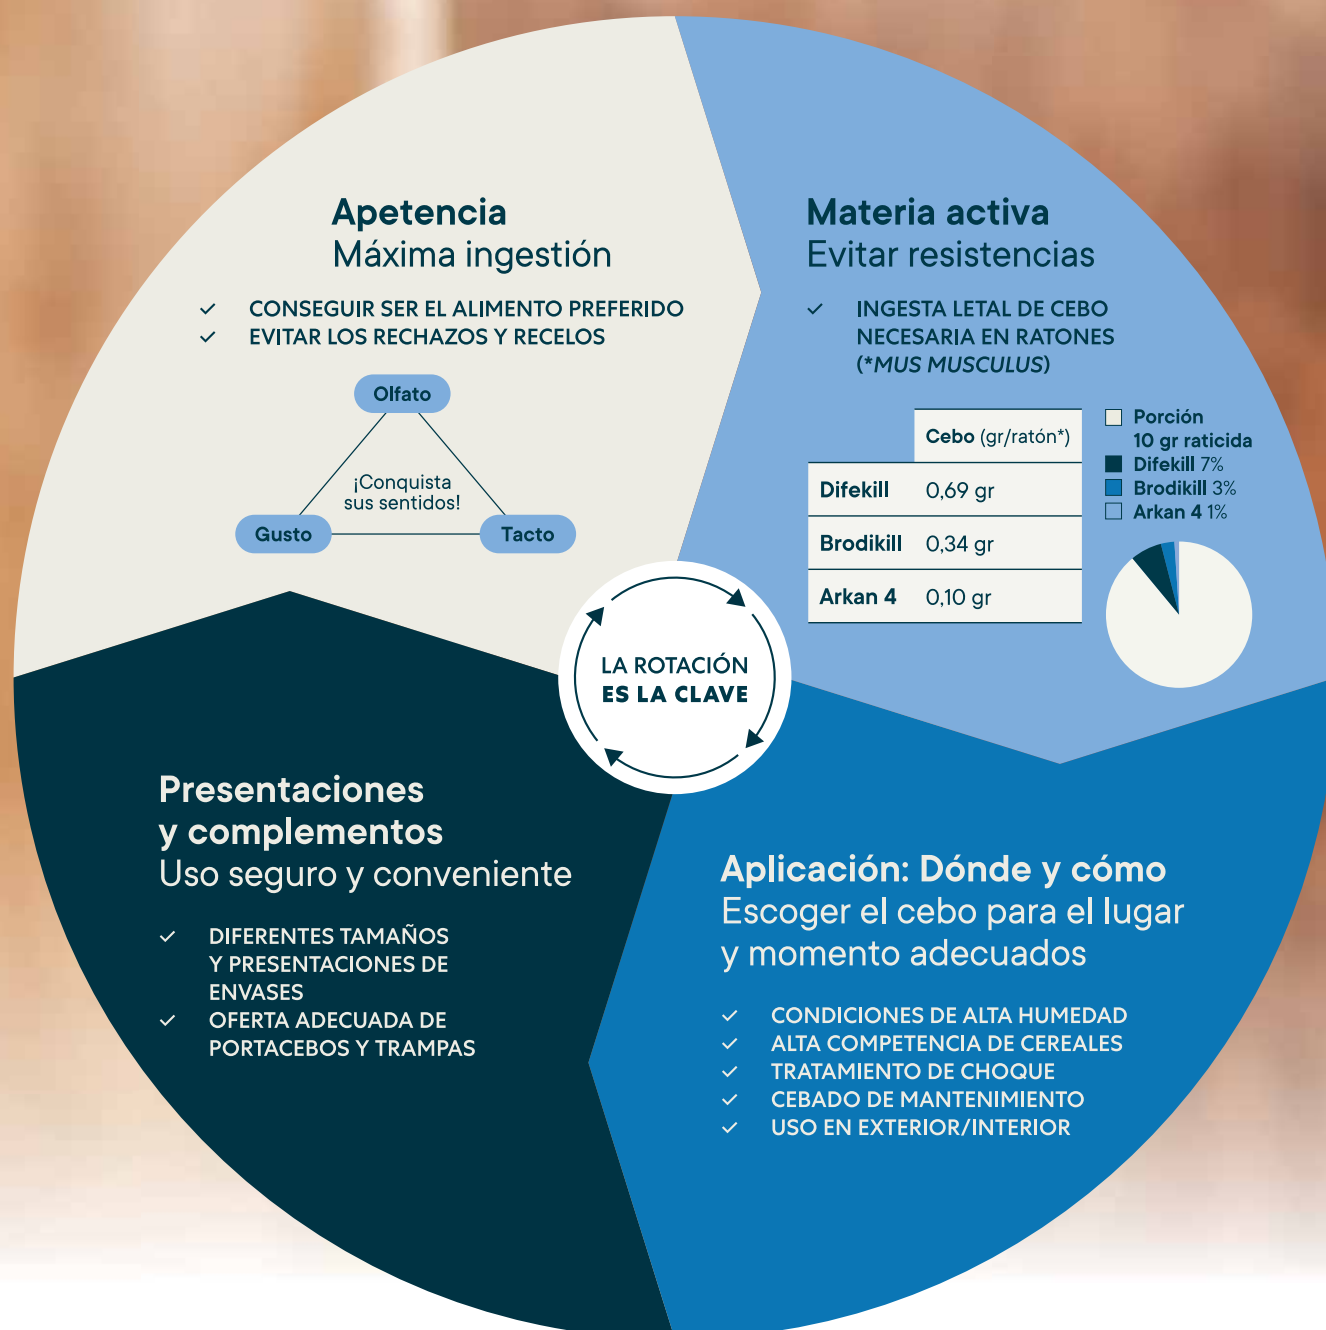 Apetencia
Máxima ingestión
✓ CONSEGUIR SER EL ALIMENTO PREFERIDO
✓ EVITAR LOS RECHAZOS Y RECELOS
Olfato
¡Conquista
sus sentidos!
Gusto
Tacto
Materia activa
Evitar resistencias
✓ INGESTA LETAL DE CEBO
NECESARIA EN RATONES
(*MUS MUSCULUS)
Cebo (gr/ratón*)
Difekill 0,69 gr
Brodikill 0,34 gr
Arkan 4 0,10 gr
Porción
10 gr raticida
Difekill 7%
Brodikill 3%
Arkan 4 1%
LA ROTACIÓN
ES LA CLAVE
Presentaciones
y complementos
Uso seguro y conveniente
✓ DIFERENTES TAMAÑOS
Y PRESENTACIONES DE
ENVASES
✓ OFERTA ADECUADA DE
PORTACEBOS Y TRAMPAS
Aplicación: Dónde y cómo
Escoger el cebo para el lugar
y momento adecuados
✓ CONDICIONES DE ALTA HUMEDAD
✓ ALTA COMPETENCIA DE CEREALES
✓ TRATAMIENTO DE CHOQUE
✓ CEBADO DE MANTENIMIENTO
✓ USO EN EXTERIOR/INTERIOR